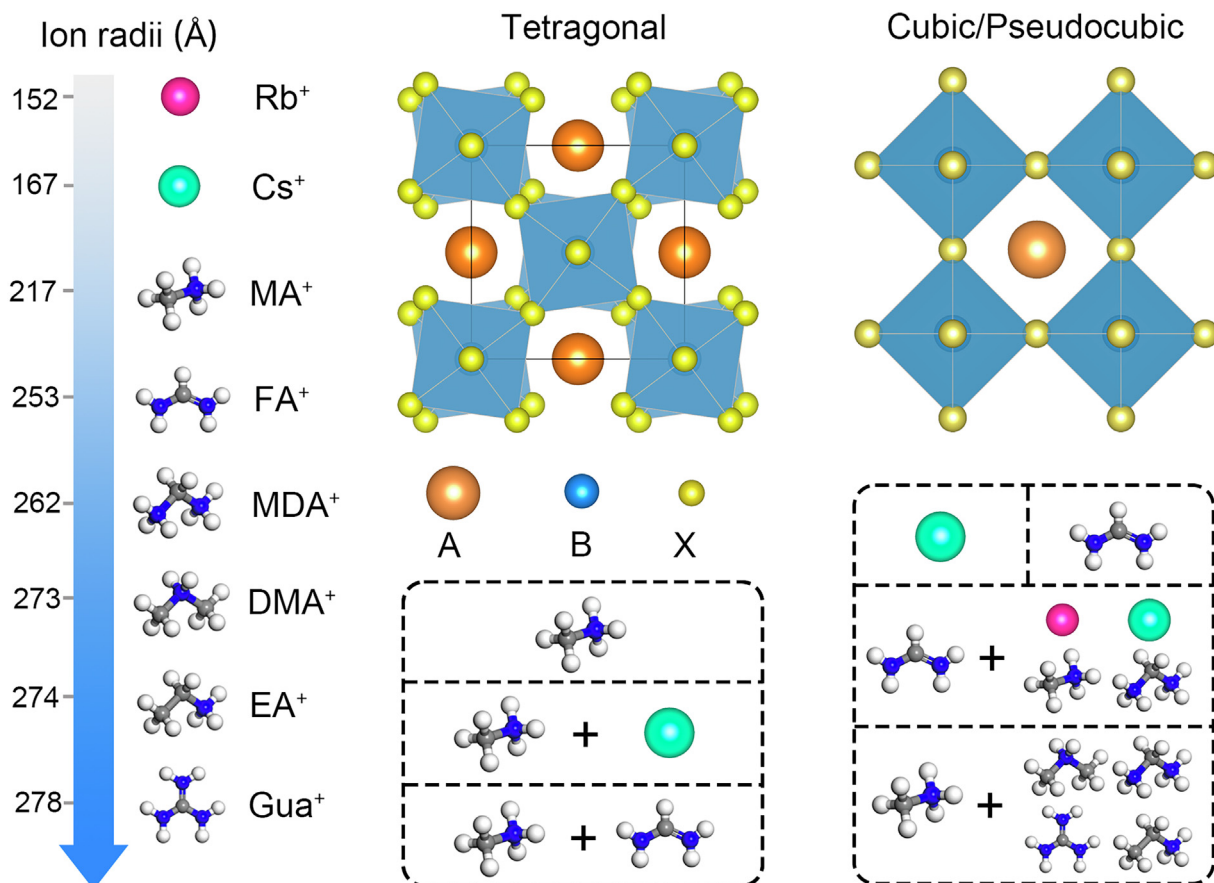 Ion radii (Å)
152
Rb+
167
Cs+
217
MA+
253
FA+
262
MDA+
273
DMA+
274
EA+
278
Gua+
Tetragonal
A
B
X
+
+
Cubic/Pseudocubic
+
+